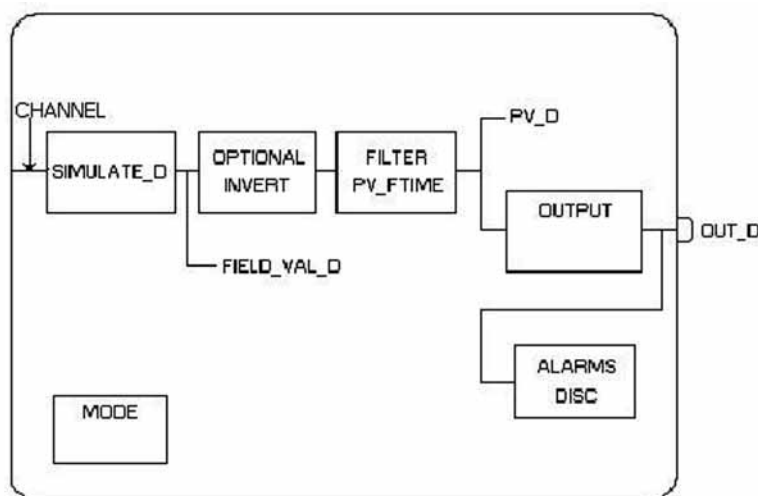 CHANNEL
SIMULATE_D
OPTIONAL
INVERT
FILTER
PV_FTIME
PV_D
OUTPUT
OUT_D
FIELD_VAL_D
ALARMS
DISC
MODE